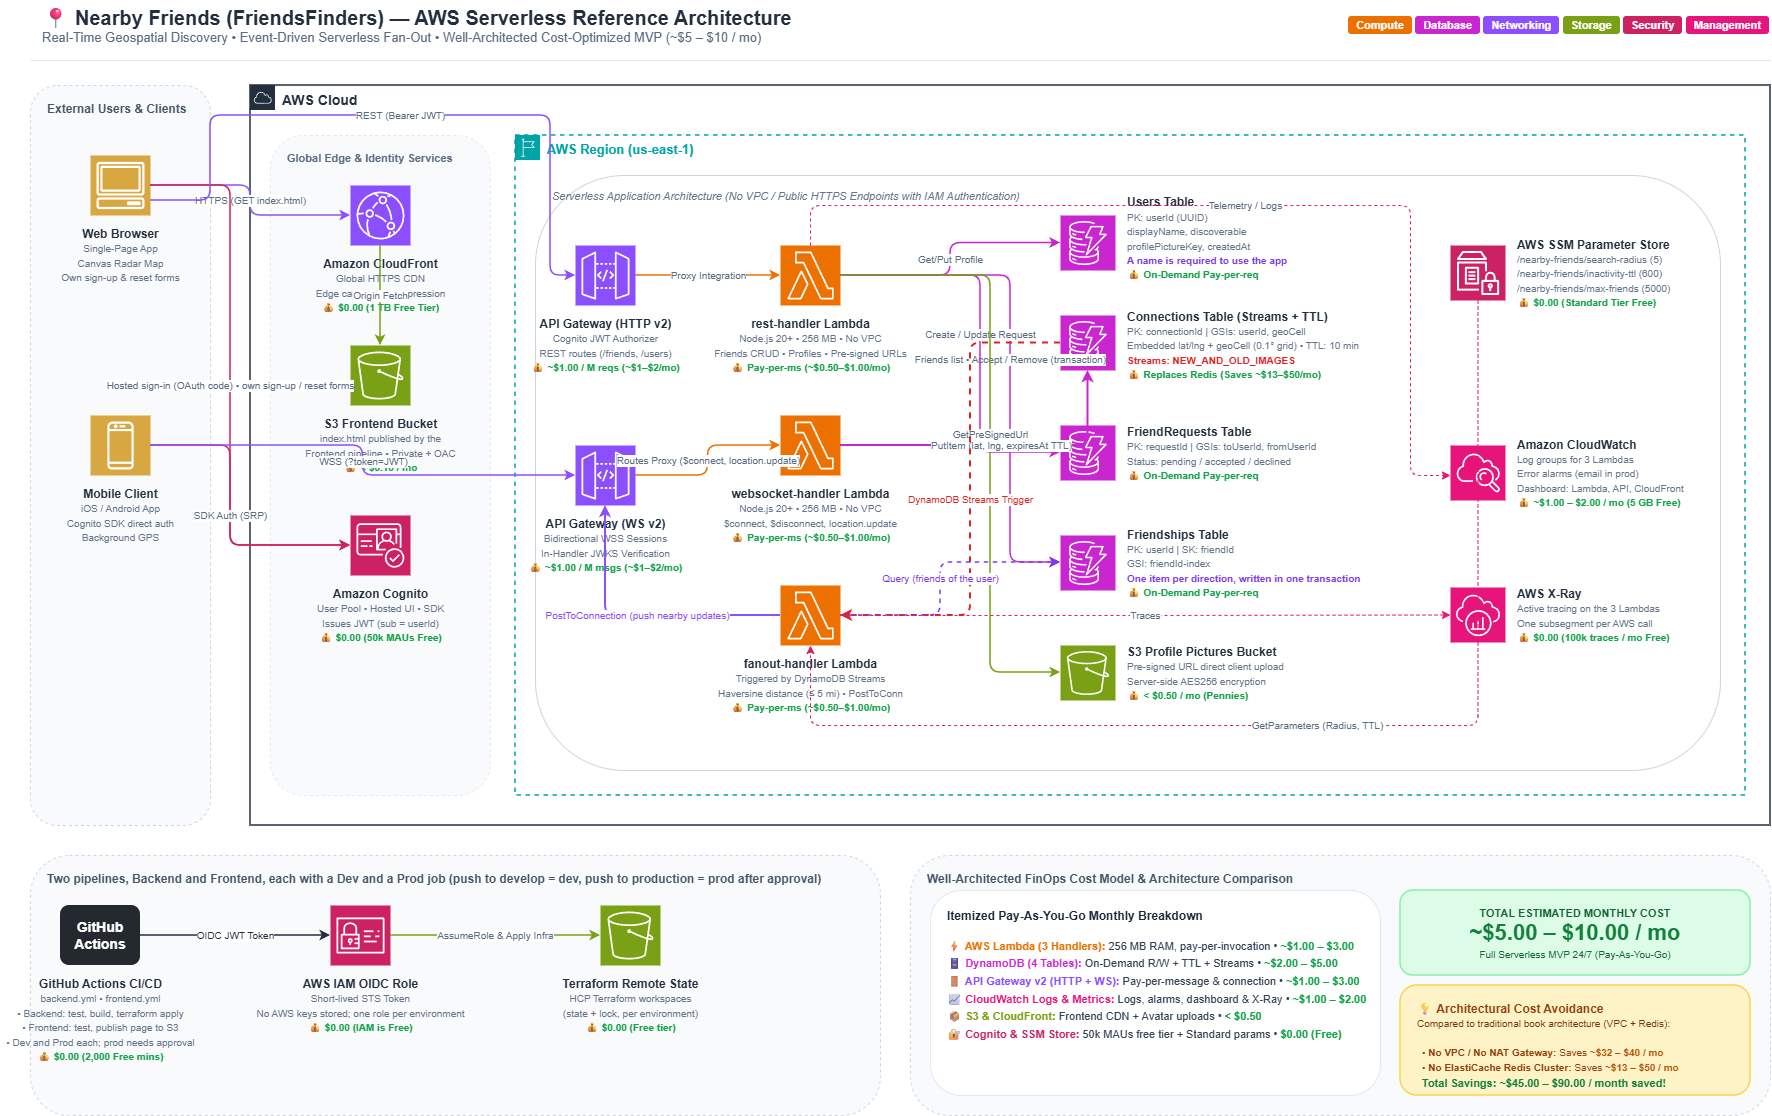 Nearby Friends (FriendsFinders) — AWS Serverless Reference Architecture
Real-Time Geospatial Discovery • Event-Driven Serverless Fan-Out • Well-Architected Cost-Optimized MVP (~$5 – $10 / mo)
Compute
Database
Networking
Storage
Security
Management
External Users & Clients
Web Browser
Single-Page App
Canvas Radar Map
Own sign-up & reset forms
Mobile Client
iOS / Android App
Cognito SDK direct auth
Background GPS
AWS Cloud
REST (Bearer JWT)
HTTPS (GET index.html)
Hosted sign-in (OAuth code) • own sign-up / reset forms
WSS (?token=JWT)
SDK Auth (SRP)
Global Edge & Identity Services
Amazon CloudFront
Global HTTPS CDN
Origin Fetch
$0.00 (1 TB Free Tier)
S3 Frontend Bucket
index.html published by the
Frontend pipeline • Private + OAC
Amazon Cognito
User Pool • Hosted UI • SDK
Issues JWT (sub = userId)
$0.00 (50k MAUs Free)
AWS Region (us-east-1)
Serverless Application Architecture (No VPC / Public HTTPS Endpoints with IAM Authentication)
API Gateway (HTTP v2)
Cognito JWT Authorizer
REST routes (/friends, /users)
~$1.00 / M reqs (~$1–$2/mo)
Proxy Integration
rest-handler Lambda
Node.js 20+ • 256 MB • No VPC
Friends CRUD • Profiles • Pre-signed URLs
Pay-per-ms (~$0.50–$1.00/mo)
API Gateway (WS v2)
Bidirectional WSS Sessions
In-Handler JWKS Verification
~$1.00 / M msgs (~$1–$2/mo)
Routes Proxy ($connect, location.update)
websocket-handler Lambda
Node.js 20+ • 256 MB • No VPC
$connect, $disconnect, location.update
Pay-per-ms (~$0.50–$1.00/mo)
PostToConnection (push nearby updates)
fanout-handler Lambda
Triggered by DynamoDB Streams
Haversine distance (≤ 5 mi) • PostToConn
Pay-per-ms (~$0.50–$1.00/mo)
Get/Put Profile
Create / Update Request
Friends list • Accept / Remove (transaction)
GetPreSignedUrl
PutItem (lat, lng, expiresAt TTL)
DynamoDB Streams Trigger
Query (friends of the user)
Telemetry / Logs
Traces
GetParameters (Radius, TTL)
Users Table
PK: userId (UUID)
displayName, discoverable
profilePictureKey, createdAt
A name is required to use the app
On-Demand Pay-per-req
Connections Table (Streams + TTL)
PK: connectionId | GSIs: userId, geoCell
Embedded lat/lng + geoCell (0.1° grid) • TTL: 10 min
Streams: NEW_AND_OLD_IMAGES
Replaces Redis (Saves ~$13–$50/mo)
FriendRequests Table
PK: requestId | GSIs: toUserId, fromUserId
Status: pending / accepted / declined
On-Demand Pay-per-req
Friendships Table
PK: userId | SK: friendId
GSI: friendId-index
One item per direction, written in one transaction
On-Demand Pay-per-req
S3 Profile Pictures Bucket
Pre-signed URL direct client upload
Server-side AES256 encryption
< $0.50 / mo (Pennies)
AWS SSM Parameter Store
/nearby-friends/search-radius (5)
/nearby-friends/inactivity-ttl (600)
/nearby-friends/max-friends (5000)
$0.00 (Standard Tier Free)
Amazon CloudWatch
Log groups for 3 Lambdas
Error alarms (email in prod)
Dashboard: Lambda, API, CloudFront
~$1.00 – $2.00 / mo (5 GB Free)
AWS X-Ray
Active tracing on the 3 Lambdas
One subsegment per AWS call
$0.00 (100k traces / mo Free)
Two pipelines, Backend and Frontend, each with a Dev and a Prod job (push to develop = dev, push to production = prod after approval)
GitHub
Actions
OIDC JWT Token
AssumeRole & Apply Infra
GitHub Actions CI/CD
backend.yml • frontend.yml
• Backend: test, build, terraform apply
• Frontend: test, publish page to S3
• Dev and Prod each; prod needs approval
$0.00 (2,000 Free mins)
AWS IAM OIDC Role
Short-lived STS Token
No AWS keys stored; one role per environment
$0.00 (IAM is Free)
Terraform Remote State
HCP Terraform workspaces
(state + lock, per environment)
$0.00 (Free tier)
Well-Architected FinOps Cost Model & Architecture Comparison
Itemized Pay-As-You-Go Monthly Breakdown
AWS Lambda (3 Handlers): 256 MB RAM, pay-per-invocation • ~$1.00 – $3.00
DynamoDB (4 Tables): On-Demand R/W + TTL + Streams • ~$2.00 – $5.00
API Gateway v2 (HTTP + WS): Pay-per-message & connection • ~$1.00 – $3.00
CloudWatch Logs & Metrics: Logs, alarms, dashboard & X-Ray • ~$1.00 – $2.00
S3 & CloudFront: Frontend CDN + Avatar uploads • < $0.50
Cognito & SSM Store: 50k MAUs free tier + Standard params • $0.00 (Free)
TOTAL ESTIMATED MONTHLY COST
~$5.00 – $10.00 / mo
Full Serverless MVP 24/7 (Pay-As-You-Go)
Architectural Cost Avoidance
Compared to traditional book architecture (VPC + Redis):
• No VPC / No NAT Gateway: Saves ~$32 – $40 / mo
• No ElastiCache Redis Cluster: Saves ~$13 – $50 / mo
Total Savings: ~$45.00 – $90.00 / month saved!